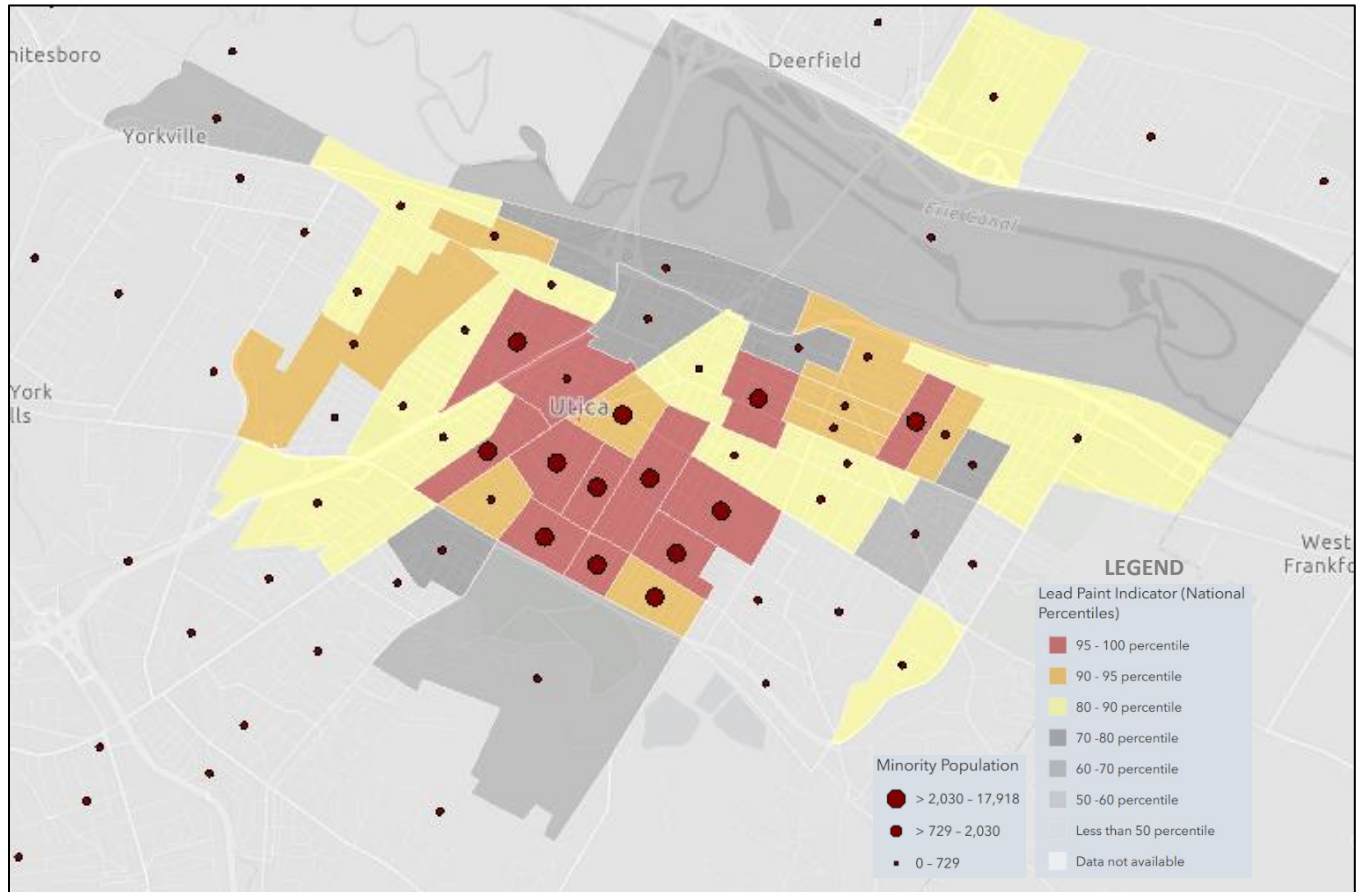 hitesboro
Deerfield
Yorkville
Erie Canal
York
lls
Utica
West
Frankfo
LEGEND
Lead Paint Indicator (National
Percentiles)
95 - 100 percentile
90 - 95 percentile
80 - 90 percentile
70 -80 percentile
60 -70 percentile
50 -60 percentile
Less than 50 percentile
Data not available
Minority Population
> 2,030 – 17,918
> 729 – 2,030
0 – 729